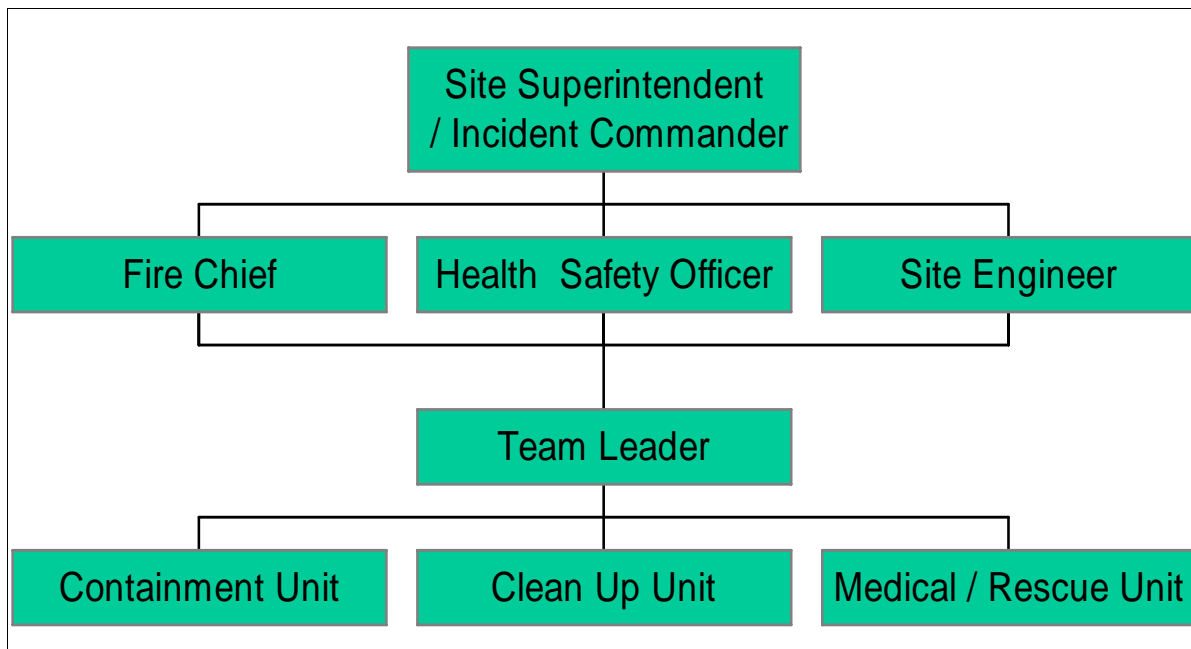 Site Superintendent
/ Incident Commander
Fire Chief
Health  Safety Officer
Site Engineer
Team Leader
Containment Unit
Clean Up Unit
Medical / Rescue Unit